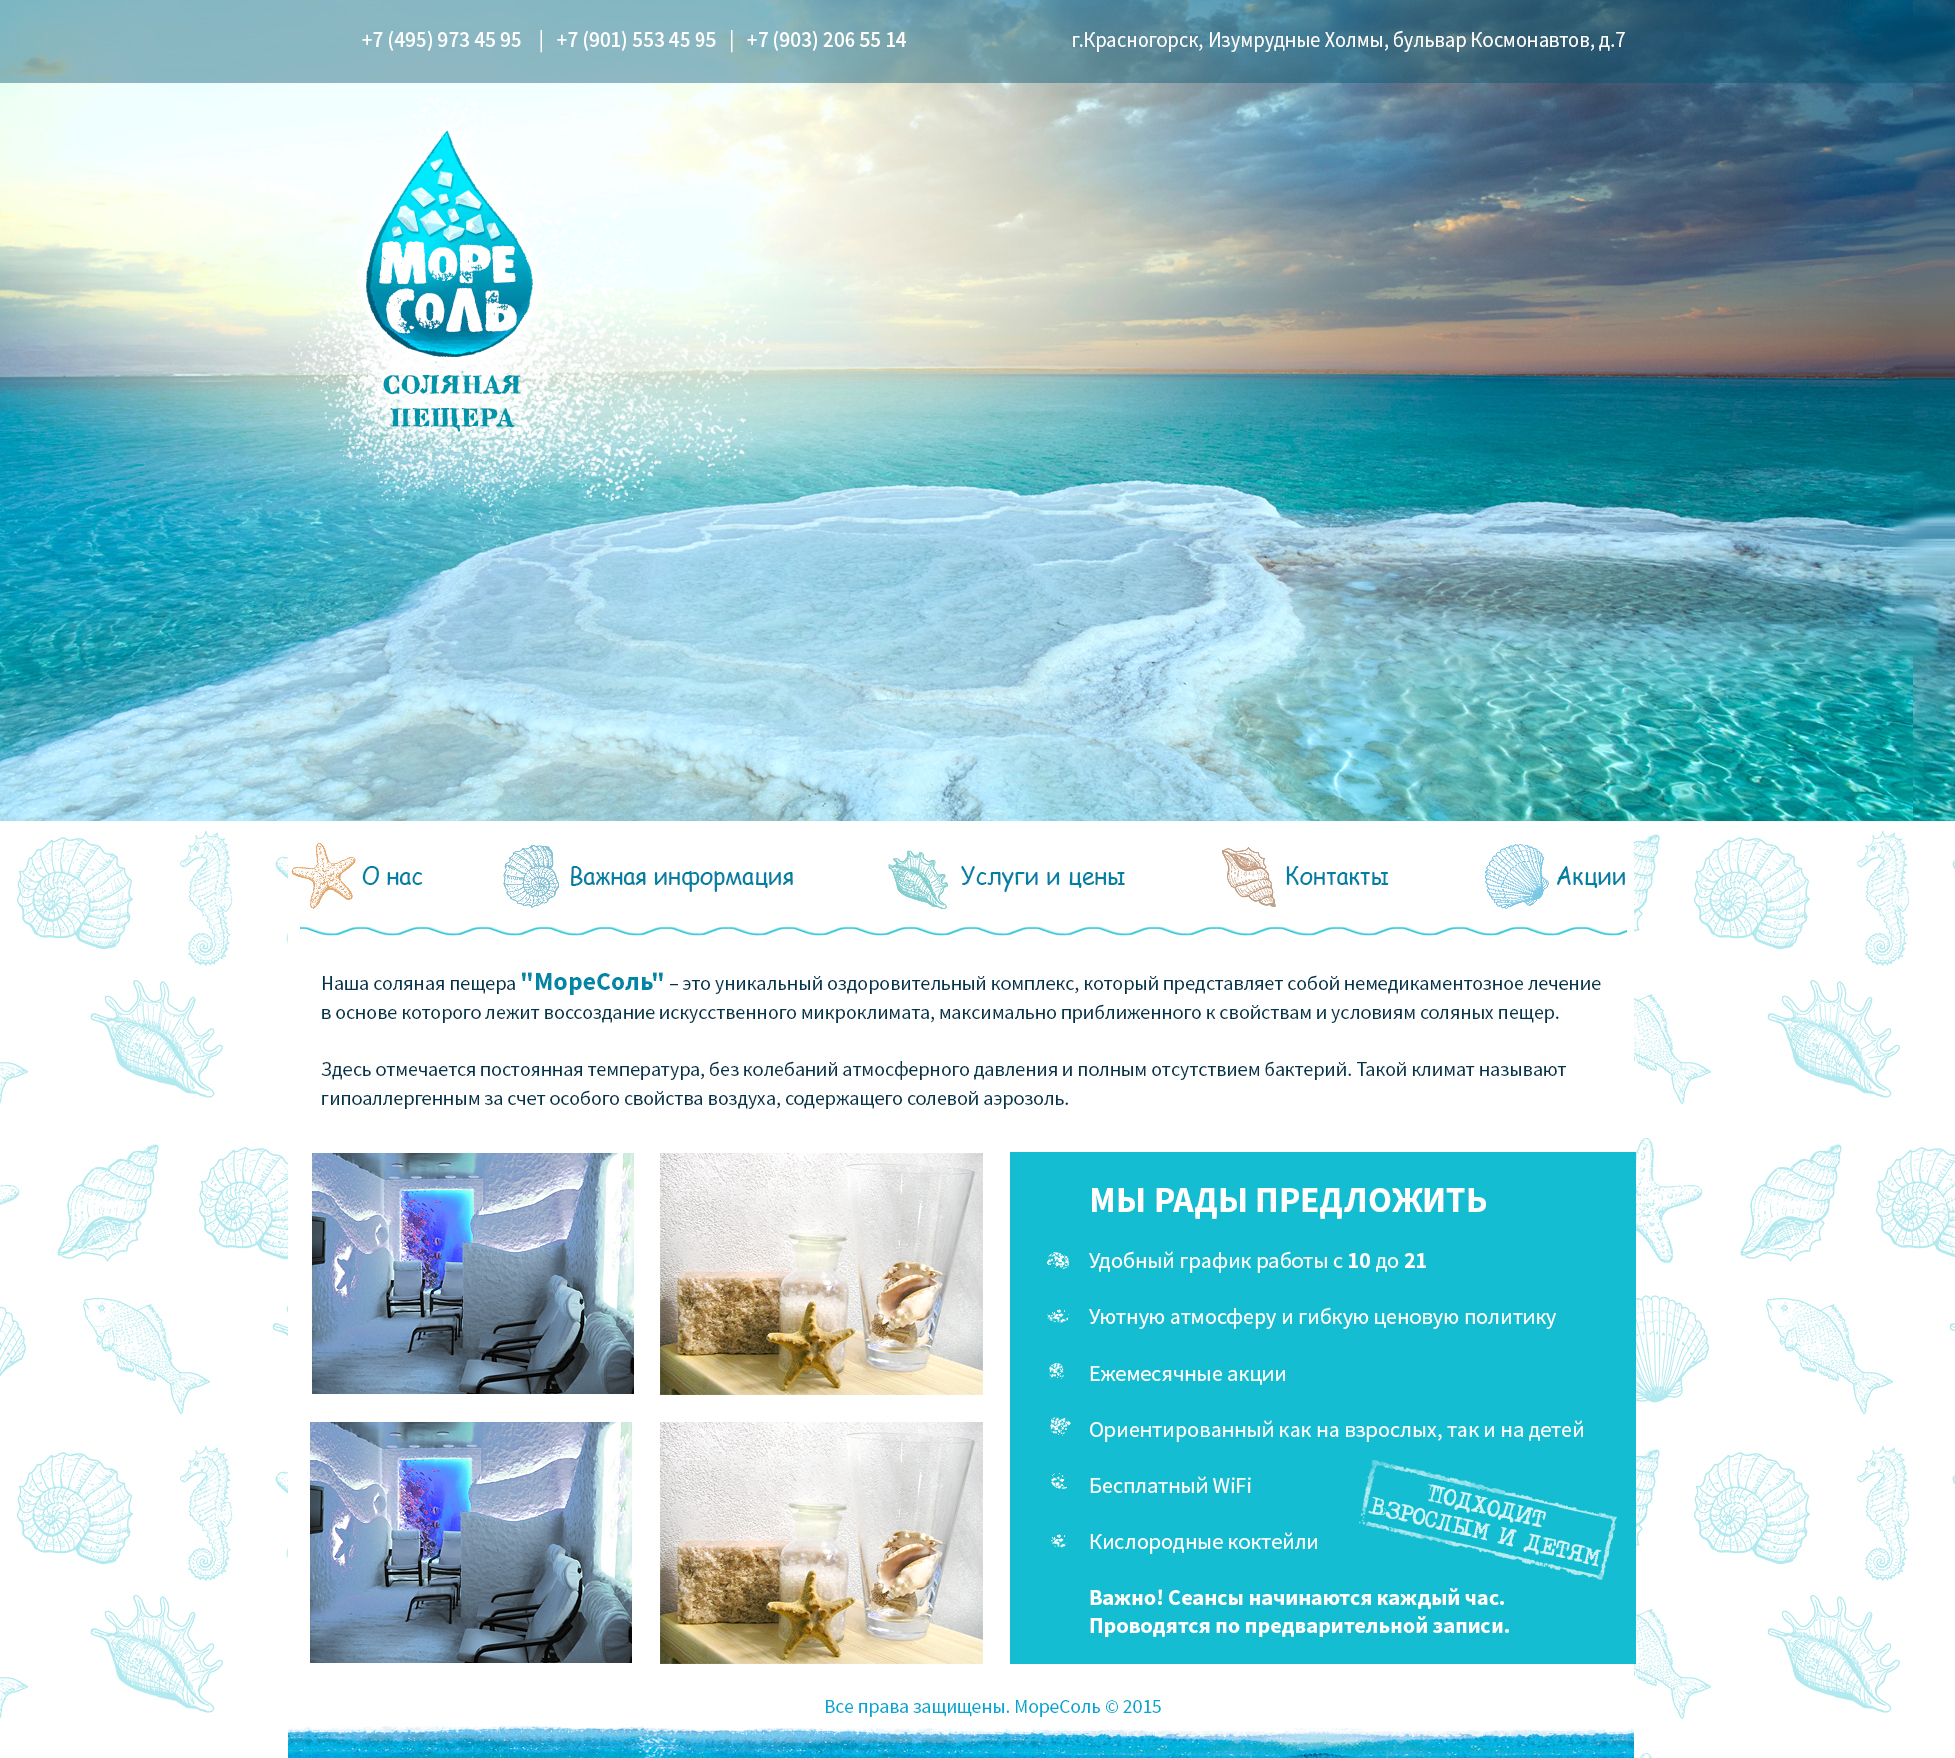 +7 (495) 973 45 95 | +7 (901) 553 45 95 | +7 (903) 206 55 14
г.Красногорск, Изумрудные Холмы, бульвар Космонавтов, д.7
МОРЕ
СОЛЬ
СОЛЯНАЯ
ПЕЩЕРА
О нас
Важная информация
Услуги и цены
Контакты
Акции
Наша соляная пещера "МореСоль" – это уникальный оздоровительный комплекс, который представляет собой немедикаментозное лечение
в основе которого лежит воссоздание искусственного микроклимата, максимально приближенного к свойствам и условиям соляных пещер.
Здесь отмечается постоянная температура, без колебаний атмосферного давления и полным отсутствием бактерий. Такой климат называют
гипоаллергенным за счет особого свойства воздуха, содержащего солевой аэрозоль.
МЫ РАДЫ ПРЕДЛОЖИТЬ
Удобный график работы с 10 до 21
Уютную атмосферу и гибкую ценовую политику
Ежемесячные акции
Ориентированный как на взрослых, так и на детей
Бесплатный WiFi
Кислородные коктейли
ПОДХОДИТ
ВЗРОСЛЫМ И ДЕТЯМ
Важно! Сеансы начинаются каждый час.
Проводятся по предварительной записи.
Все права защищены. МореСоль © 2015